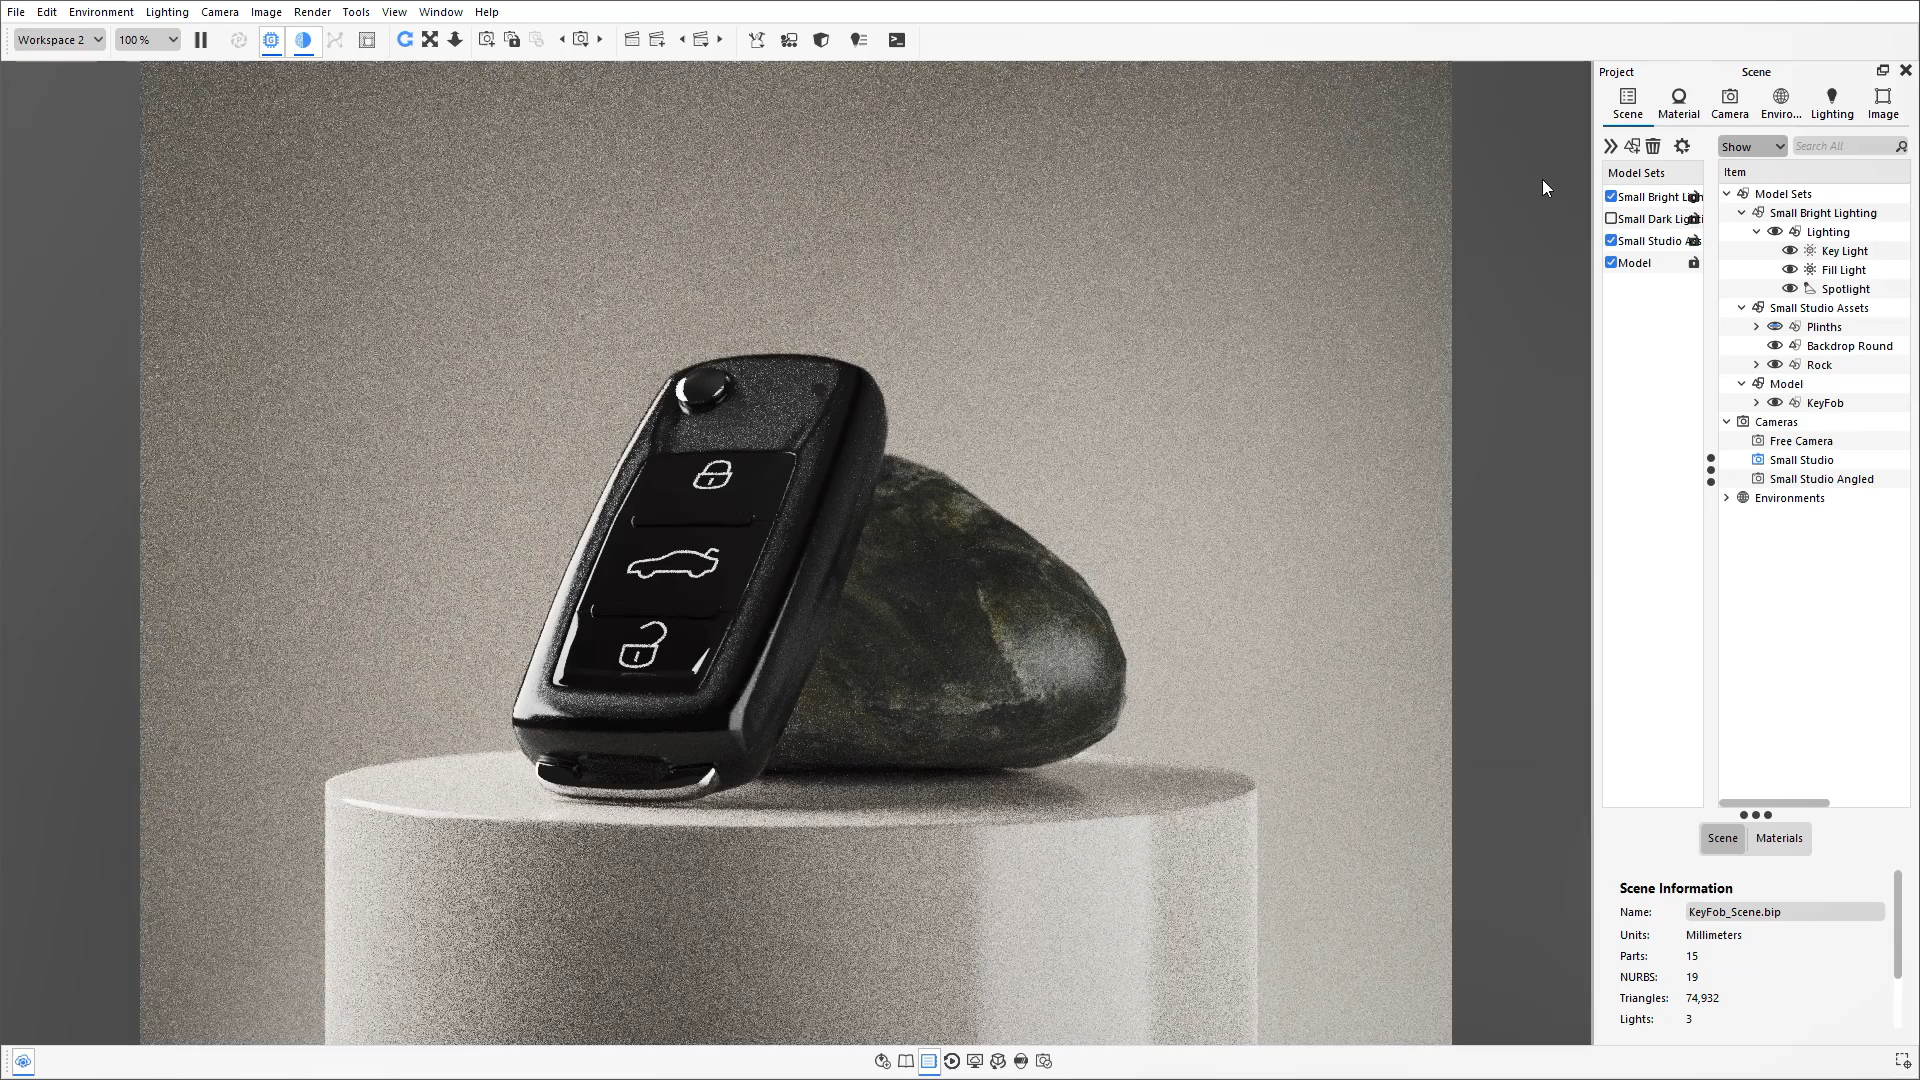 File Edit Environment Lighting Camera Image Render Tools View Window Help
Workspace 2 100 %
Project Scene
Scene Material Camera Enviro... Lighting Image
Show Search All
Model Sets
Small Bright
Small Dark
Small Studio
Model
Item
Model Sets
Small Bright Lighting
Lighting
Key Light
Fill Light
Spotlight
Small Studio Assets
Plinths
Backdrop Round
Rock
Model
KeyFob
Cameras
Free Camera
Small Studio
Small Studio Angled
Environments
Scene Materials
Scene Information
Name: KeyFob_Scene.bip
Units: Millimeters
Parts: 15
NURBS: 19
Triangles: 74,932
Lights: 3